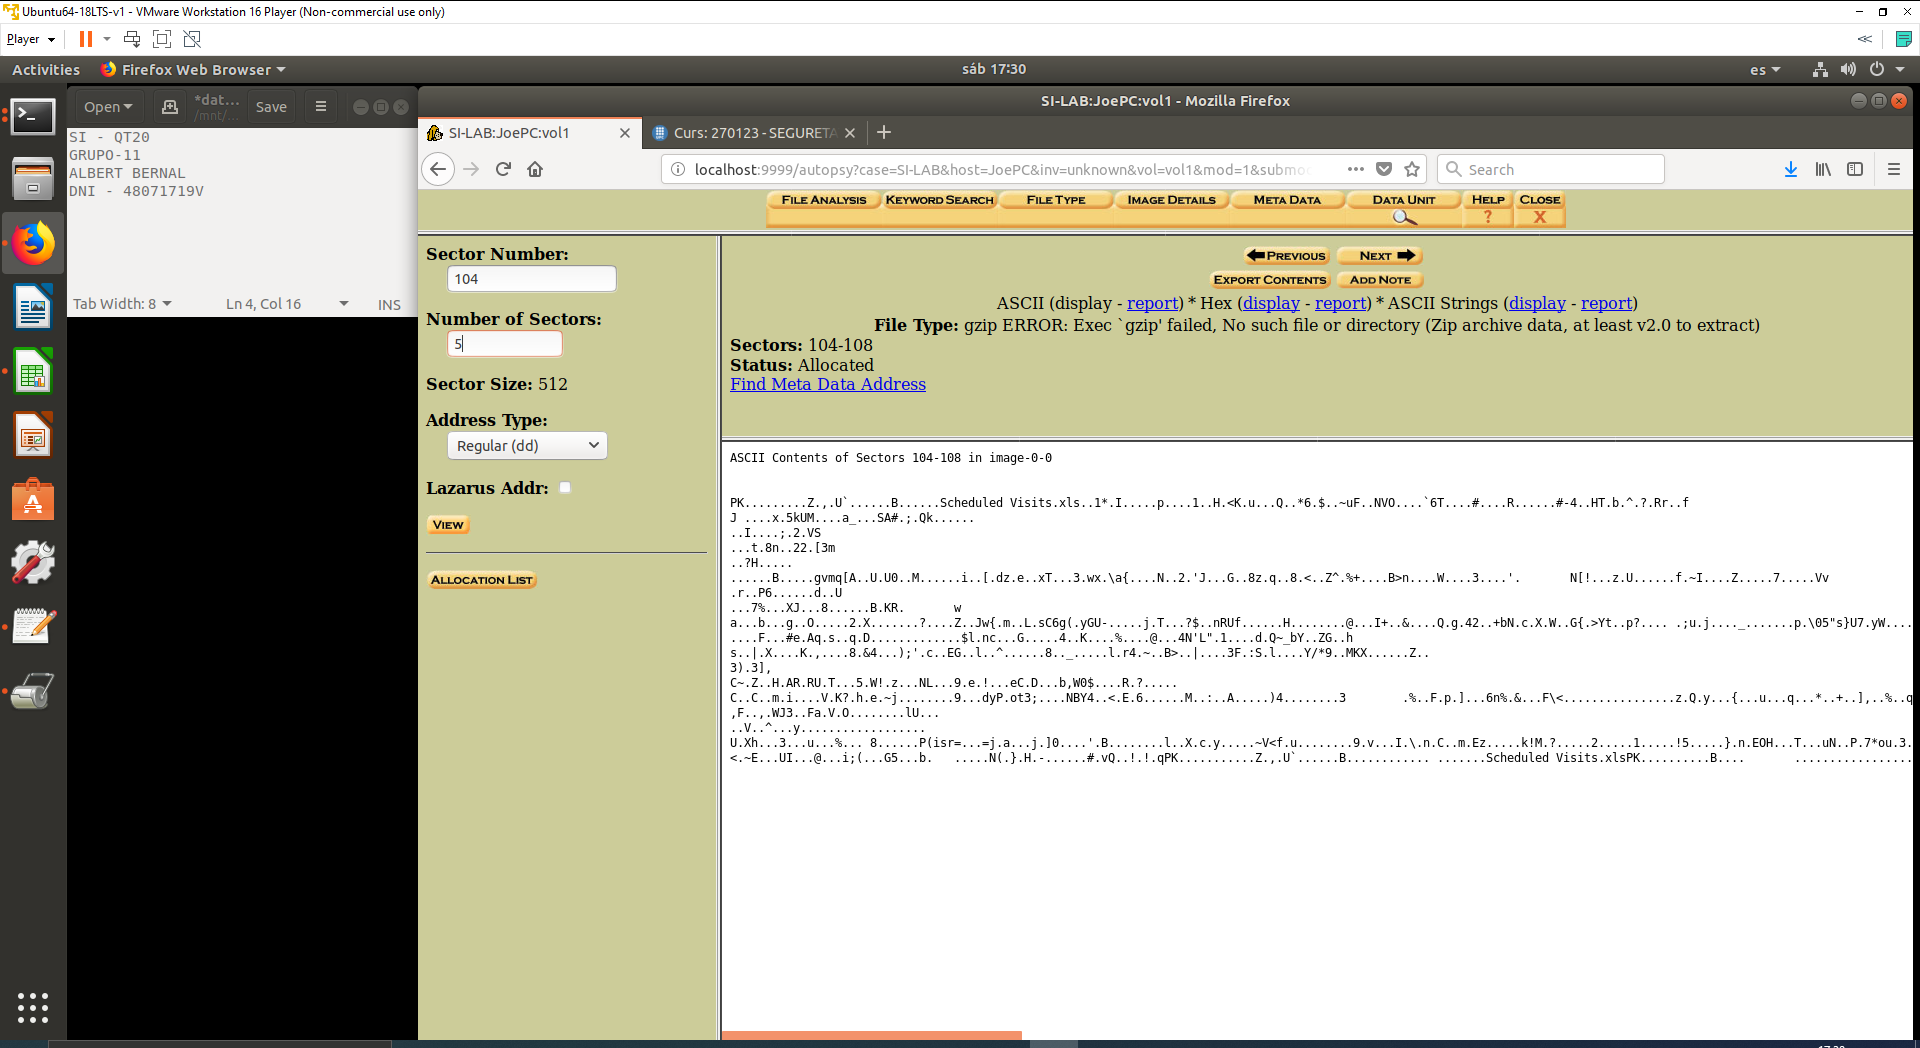 Ubuntu64-18LTS-v1 - VMware Workstation 16 Player (Non-commercial use only)
Player
Activities
Firefox Web Browser
sáb 17:30
es
Open
*dat...
/mnt/...
Save
SI - QT20
GRUPO-11
ALBERT BERNAL
DNI - 48071719V
Tab Width: 8
Ln 4, Col 16
INS
SI-LAB:JoePC:vol1 - Mozilla Firefox
SI-LAB:JoePC:vol1
Curs: 270123 - SEGURETA
localhost:9999/autopsy?case=SI-LAB&host=JoePC&inv=unknown&vol=vol1&mod=1&submo
Search
FILE ANALYSIS
KEYWORD SEARCH
FILE TYPE
IMAGE DETAILS
META DATA
DATA UNIT
HELP
CLOSE
?
X
Sector Number:
104
Number of Sectors:
5
Sector Size: 512
Address Type:
Regular (dd)
Lazarus Addr:
VIEW
ALLOCATION LIST
PREVIOUS
NEXT
EXPORT CONTENTS
ADD NOTE
ASCII (display - report) * Hex (display - report) * ASCII Strings (display - report)
File Type: gzip ERROR: Exec `gzip' failed, No such file or directory (Zip archive data, at least v2.0 to extract)
Sectors: 104-108
Status: Allocated
Find Meta Data Address
ASCII Contents of Sectors 104-108 in image-0-0
PK.........Z.,.U`......B......Scheduled Visits.xls..1*.I.....p....1..H.<K.u...Q..*6.$..~uF..NVO....`6T....#....R......#-4..HT.b.^.?.Rr..f
J ....x.5kUM....a_...SA#.;.Qk......
..I....;.2.VS
...t.8n..22.[3m
..?H.....
......B.....gvmq[A..U.U0..M......i..[.dz.e..xT...3.wx.\a{....N..2.'J...G..8z.q..8.<..Z^.%+....B>n....W....3....'. N[!...z.U......f.~I....Z.....7.....Vv
.r..P6......d..U
...7%...XJ...8......B.KR. w
a...b...g..O.....2.X.......?....Z..Jw{.m..L.sC6g(.yGU-.....j.T...?$..nRUf......H........@...I+..&....Q.g.42..+bN.c.X.W..G{.>Yt..p?.... .;u.j...._.......p.\05"s}U7.yW....
....F...#e.Aq.s..q.D............$l.nc...G.....4..K....%....@...4N'L".1....d.Q~_bY..ZG..h
s..|.X....K.,....8.&4...);'.c..EG..l..^......8.._.....l.r4.~..B>..|....3F.:S.l....Y/*9..MKX......Z..
3).3],
C~.Z..H.AR.RU.T...5.W!.z...NL...9.e.!...eC.D...b,W0$....R.?.....
C..C..m.i....V.K?.h.e.~j........9...dyP.ot3;....NBY4..<.E.6......M..:..A.....)4........3 .%..F.p.]...6n%.&...F\<...............z.Q.y...{...u...q...*..+..],..%..q
,F..,.WJ3..Fa.V.O........lU...
..V..^...y.................
U.Xh...3...u...%... 8......P(isr=...=j.a...j.]0....'.B........l..X.c.y.....~V<f.u........9.v...I.\.n.C..m.Ez.....k!M.?.....2.....1.....!5.....}.n.EOH...T...uN..P.7*ou.3.
<.~E...UI...@...i;(...G5...b. .....N(.}.H.-......#.vQ..!.!.qPK..........Z.,.U`......B............ .......Scheduled Visits.xlsPK..........B.... ................